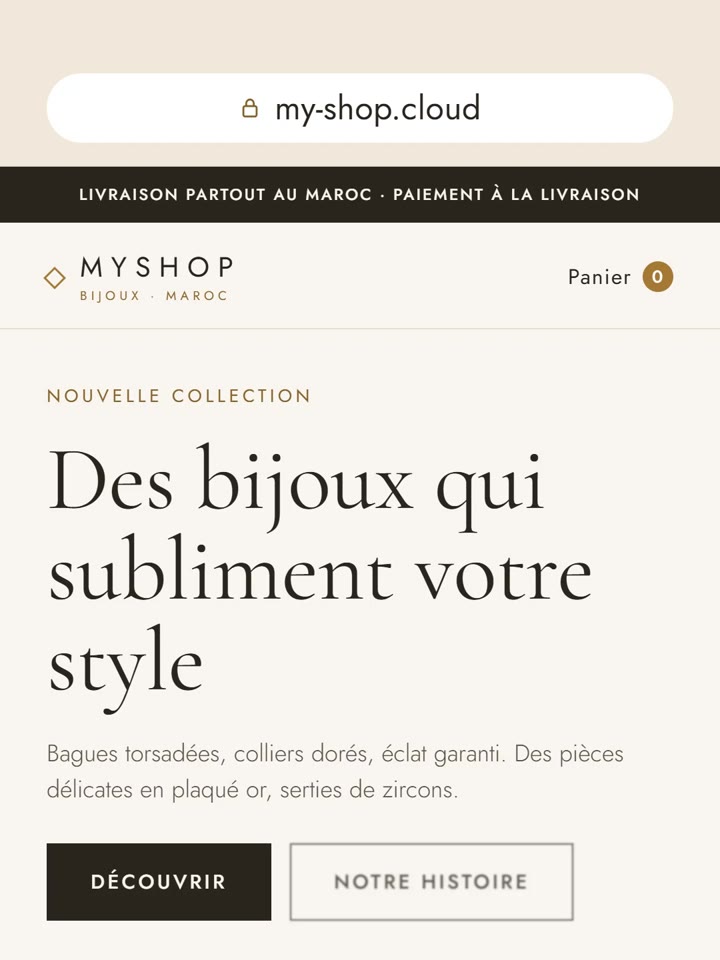 my-shop.cloud
LIVRAISON PARTOUT AU MAROC · PAIEMENT À LA LIVRAISON
MYSHOP
BIJOUX · MAROC
Panier 0
NOUVELLE COLLECTION
Des bijoux qui
subliment votre
style
Bagues torsadées, colliers dorés, éclat garanti. Des pièces
délicates en plaqué or, serties de zircons.
DÉCOUVRIR
NOTRE HISTOIRE